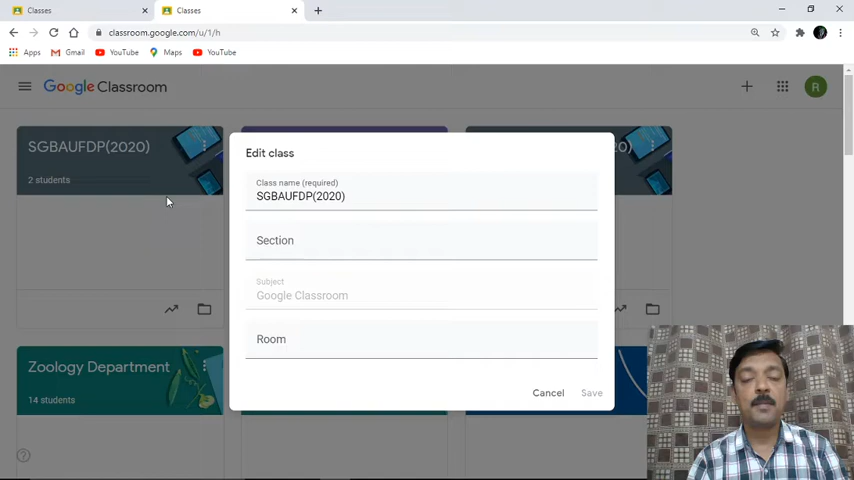 Classes
Classes
classroom.google.com/u/1/h
Apps
Gmail
YouTube
Maps
YouTube
Google Classroom
R
SGBAUFDP(2020)
2 students
20)
Edit class
Class name (required)
SGBAUFDP(2020)
Section
Subject
Google Classroom
Room
Cancel
Save
Zoology Department
14 students